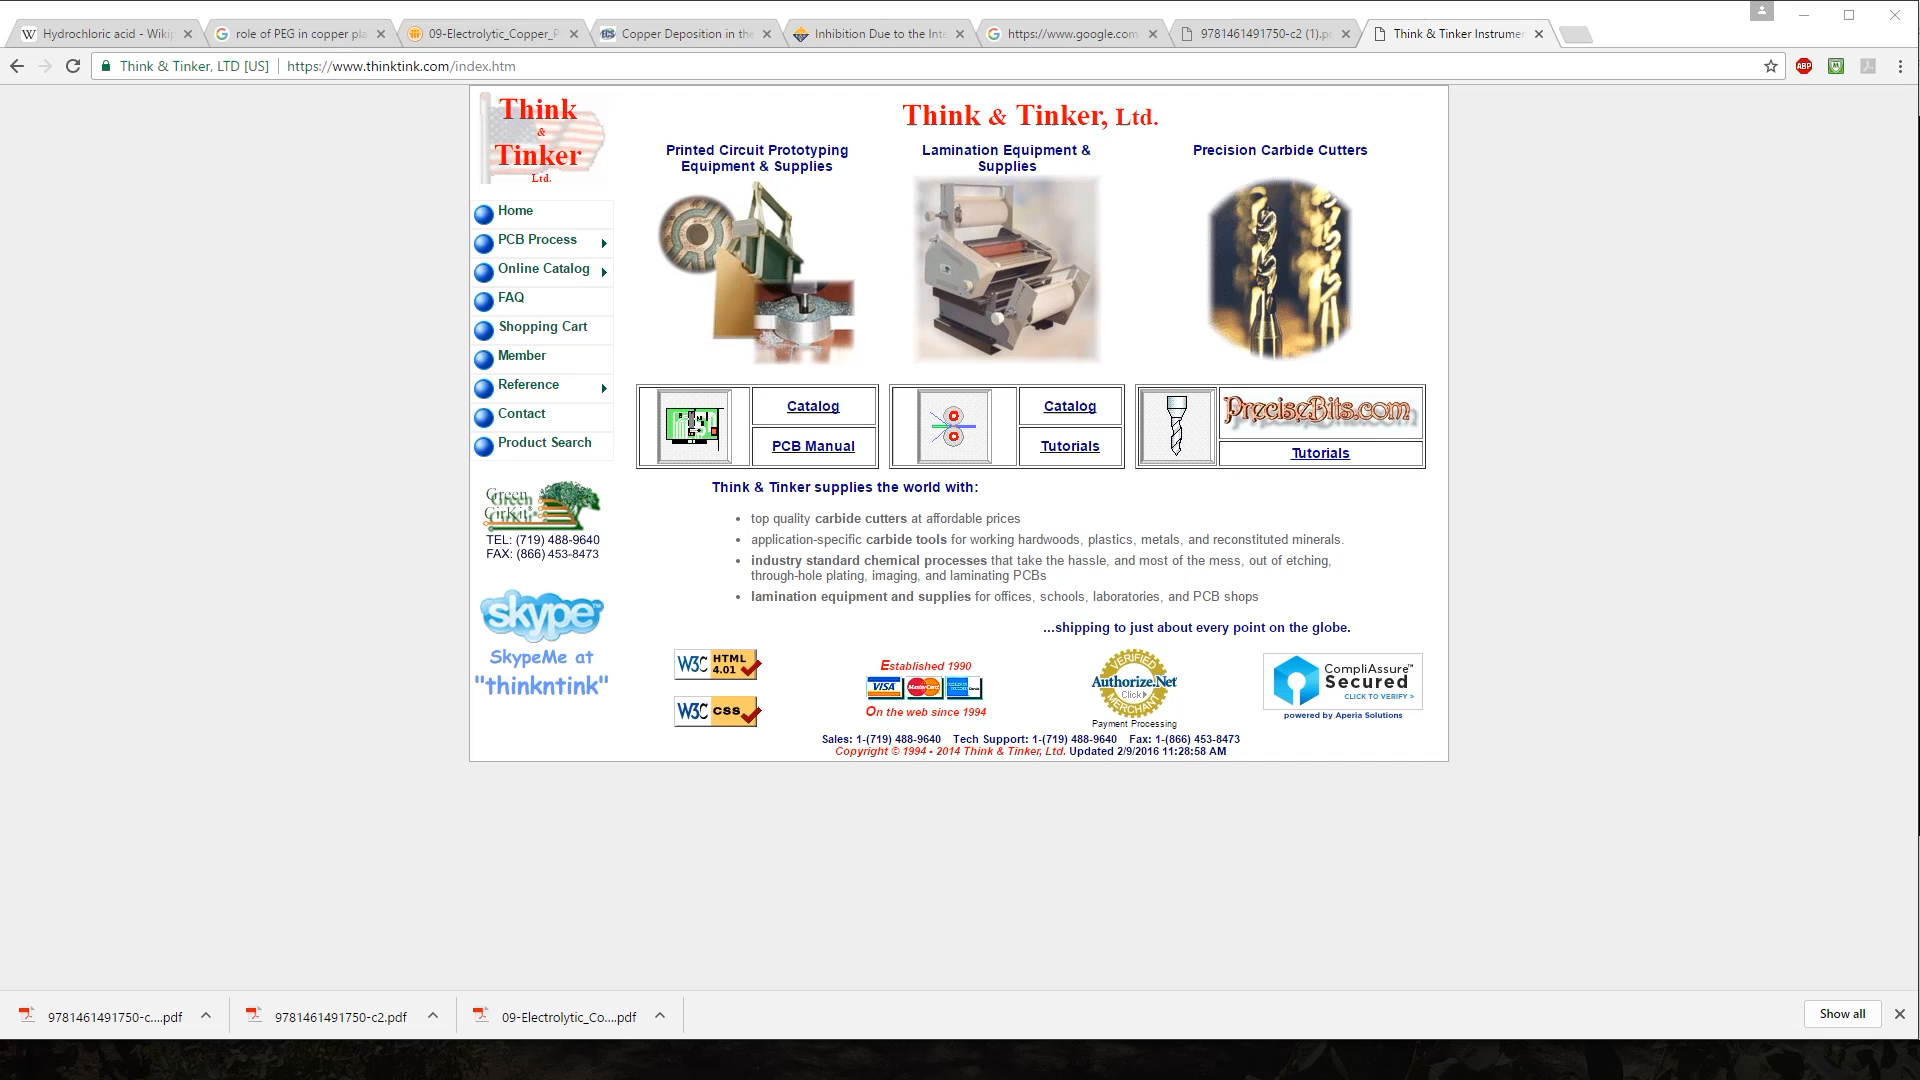 Hydrochloric acid - Wikip
role of PEG in copper pla
09-Electrolytic_Copper_P
Copper Deposition in the
Inhibition Due to the Inte
https://www.google.com
9781461491750-c2 (1).pd
Think & Tinker Instrumen
Think & Tinker, LTD [US]
https://www.thinktink.com/index.htm
ABP
Think
&
Tinker
Ltd.
Home
PCB Process
Online Catalog
FAQ
Shopping Cart
Member
Reference
Contact
Product Search
Green
CirKit
TEL: (719) 488-9640
FAX: (866) 453-8473
skype™
SkypeMe at
"thinkntink"
Think & Tinker, Ltd.
Printed Circuit Prototyping
Equipment & Supplies
Lamination Equipment &
Supplies
Precision Carbide Cutters
Catalog
PCB Manual
Catalog
Tutorials
PreciseBits.com
Tutorials
Think & Tinker supplies the world with:
• top quality carbide cutters at affordable prices
• application-specific carbide tools for working hardwoods, plastics, metals, and reconstituted minerals.
• industry standard chemical processes that take the hassle, and most of the mess, out of etching,
through-hole plating, imaging, and laminating PCBs
• lamination equipment and supplies for offices, schools, laboratories, and PCB shops
...shipping to just about every point on the globe.
W3C HTML
4.01
W3C css
Established 1990
VISA MasterCard
On the web since 1994
VERIFIED
Authorize.Net
Click
MERCHANT
Payment Processing
CompliAssure™
Secured
CLICK TO VERIFY >
powered by Aperia Solutions
Sales: 1-(719) 488-9640 Tech Support: 1-(719) 488-9640 Fax: 1-(866) 453-8473
Copyright © 1994 - 2014 Think & Tinker, Ltd. Updated 2/9/2016 11:28:58 AM
9781461491750-c....pdf
9781461491750-c2.pdf
09-Electrolytic_Co....pdf
Show all